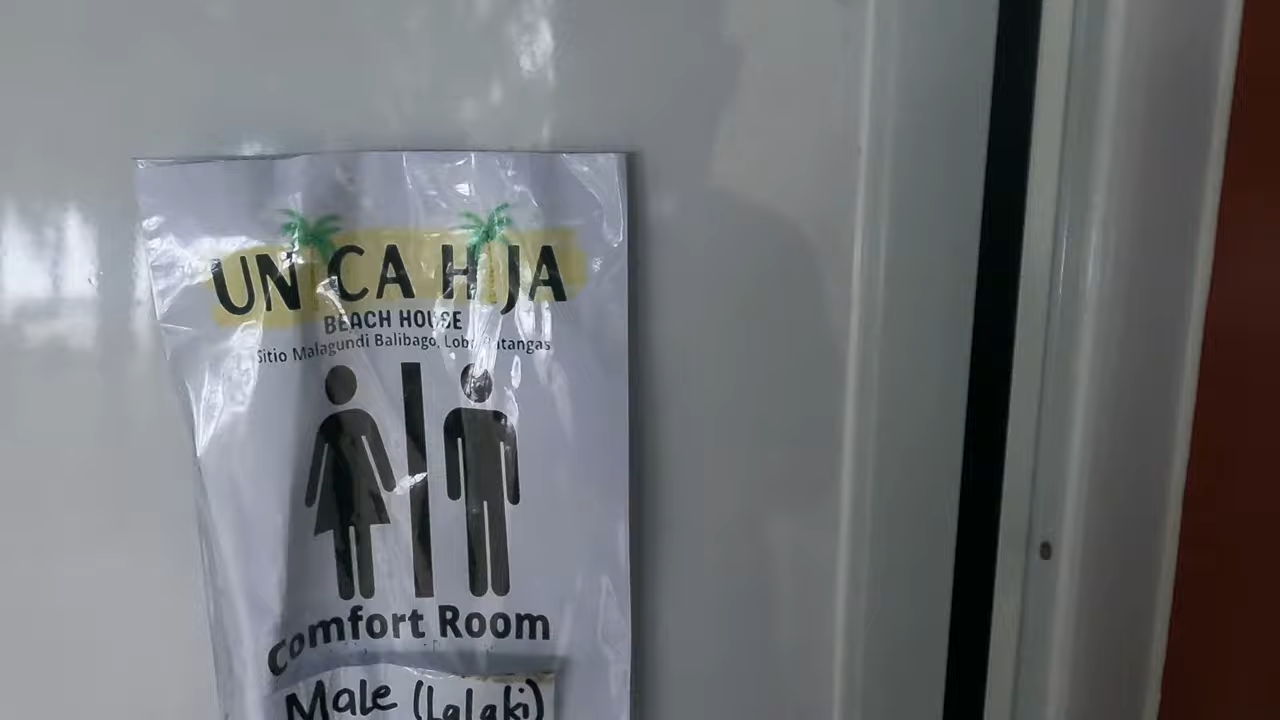 UNICA HIJA
BEACH HOUSE
Sitio Malagundi Balibago, Lobo Batangas
Comfort Room
Male (Lalaki)